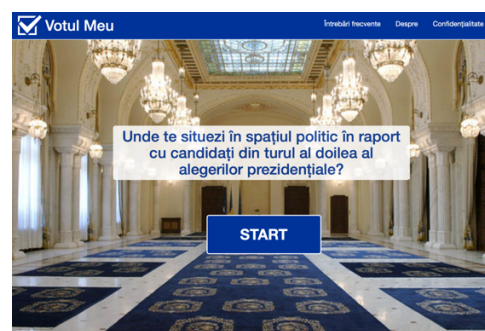 Votul Meu
Întrebări frecvente Despre Confidențialitate
Unde te situezi în spațiul politic în raport
cu candidați din turul al doilea al
alegerilor prezidențiale?
START